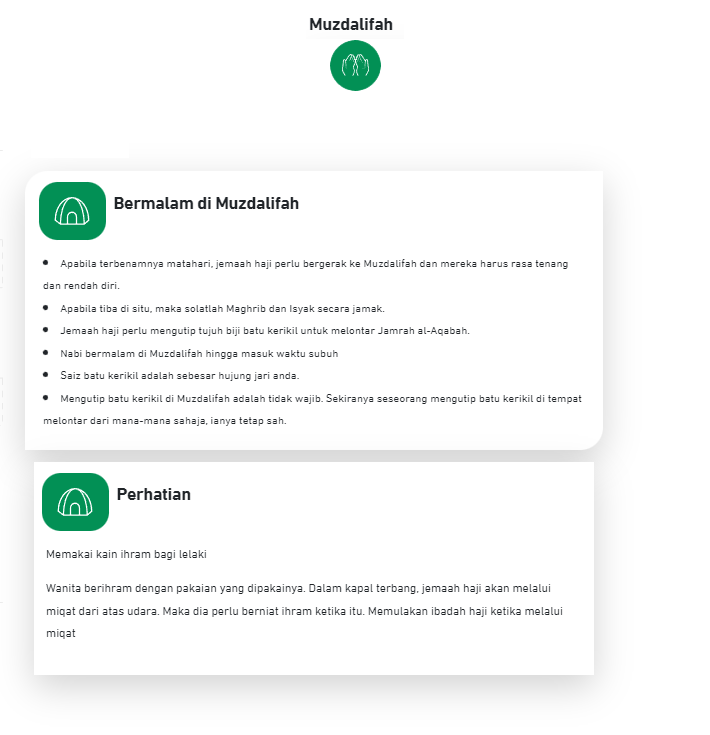 Muzdalifah
Bermalam di Muzdalifah
• Apabila terbenamnya matahari, jemaah haji perlu bergerak ke Muzdalifah dan mereka harus rasa tenang
dan rendah diri.
• Apabila tiba di situ, maka solatlah Maghrib dan Isyak secara jamak.
• Jemaah haji perlu mengutip tujuh biji batu kerikil untuk melontar Jamrah al-Aqabah.
• Nabi bermalam di Muzdalifah hingga masuk waktu subuh
• Saiz batu kerikil adalah sebesar hujung jari anda.
• Mengutip batu kerikil di Muzdalifah adalah tidak wajib. Sekiranya seseorang mengutip batu kerikil di tempat
melontar dari mana-mana sahaja, ianya tetap sah.
Perhatian
Memakai kain ihram bagi lelaki
Wanita berihram dengan pakaian yang dipakainya. Dalam kapal terbang, jemaah haji akan melalui
miqat dari atas udara. Maka dia perlu berniat ihram ketika itu. Memulakan ibadah haji ketika melalui
miqat